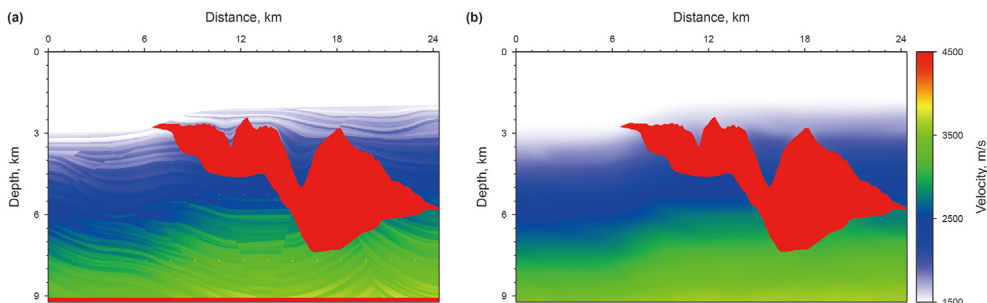 (a)
Distance, km
0 6 12 18 24
0
3
6
9
Depth, km
(b)
Distance, km
0 6 12 18 24
0
3
6
9
Depth, km
4500
3500
2500
1500
Velocity, m/s